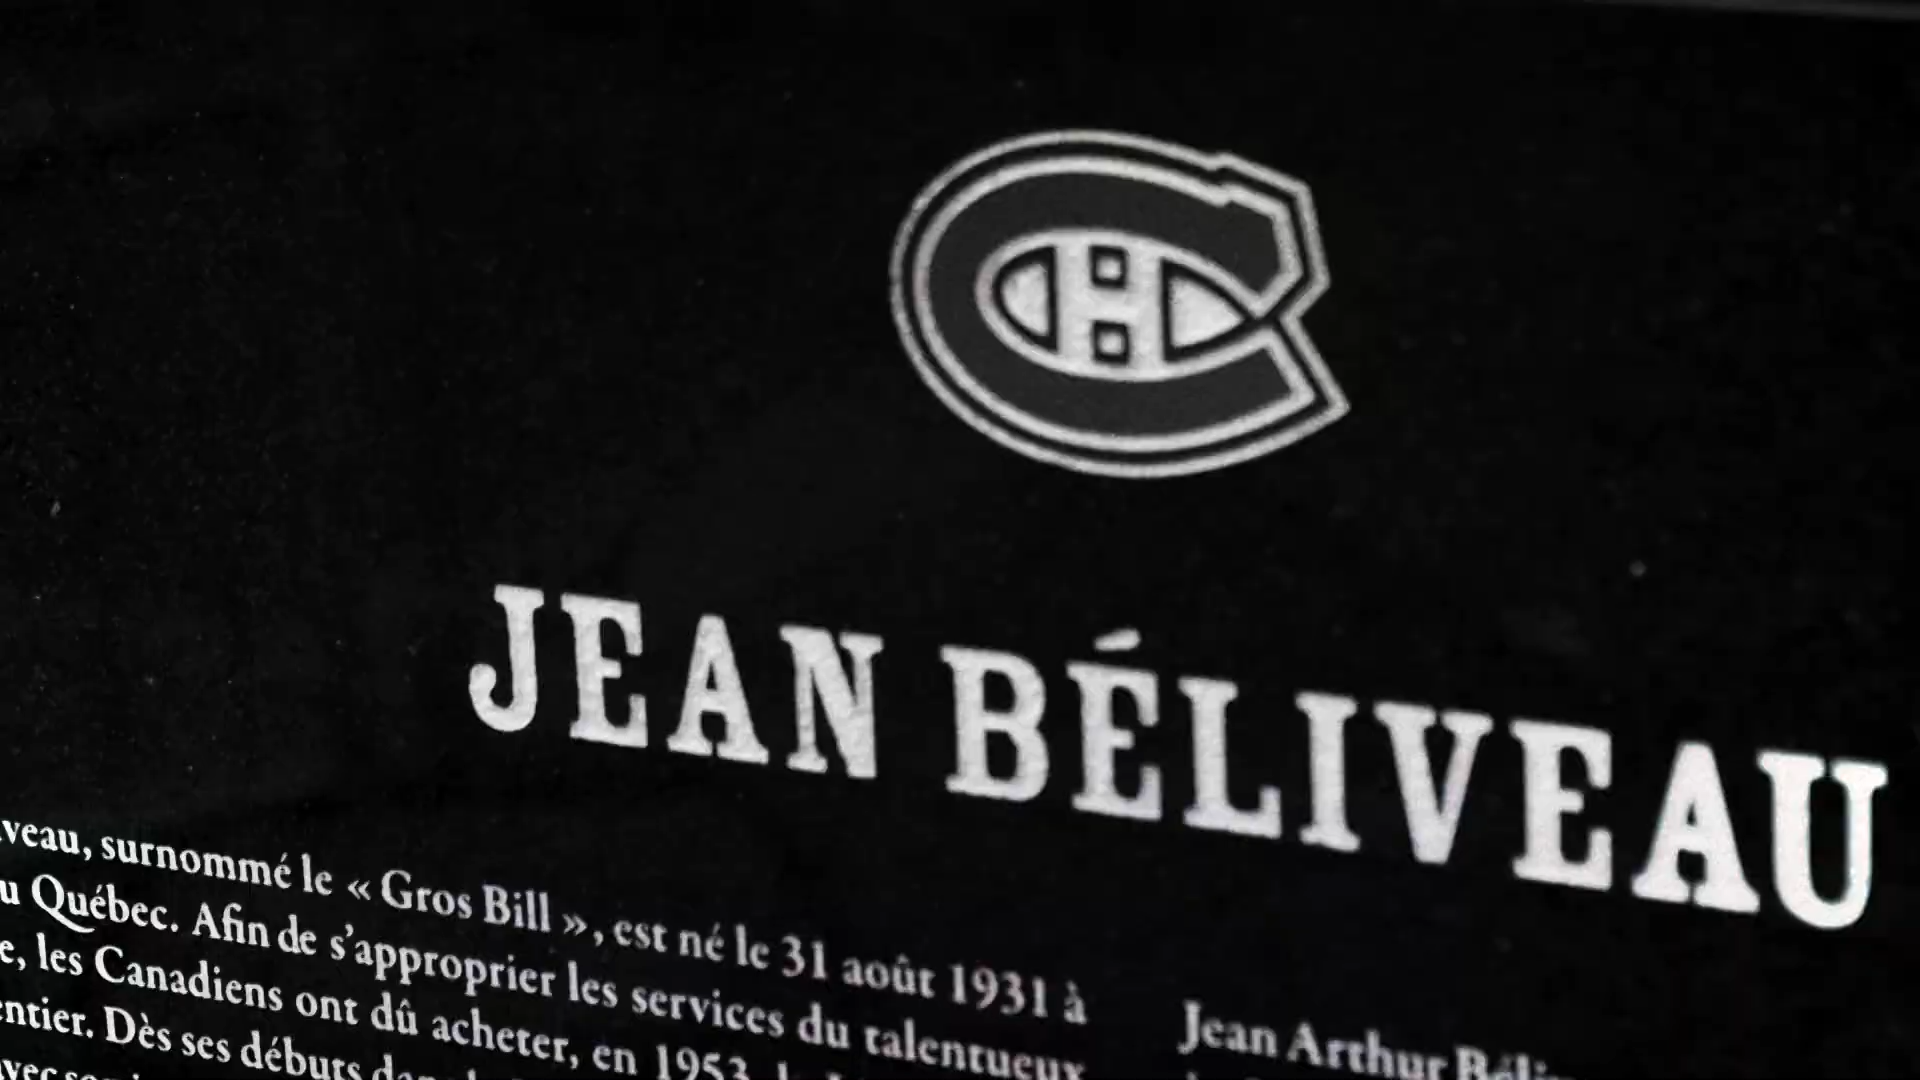 JEAN BÉLIVEAU
veau, surnommé le « Gros Bill », est né le 31 août 1931 à
u Québec. Afin de s'approprier les services du talentueux
e, les Canadiens ont dû acheter, en 1953,
entier. Dès ses débuts
avec
Jean Arthur